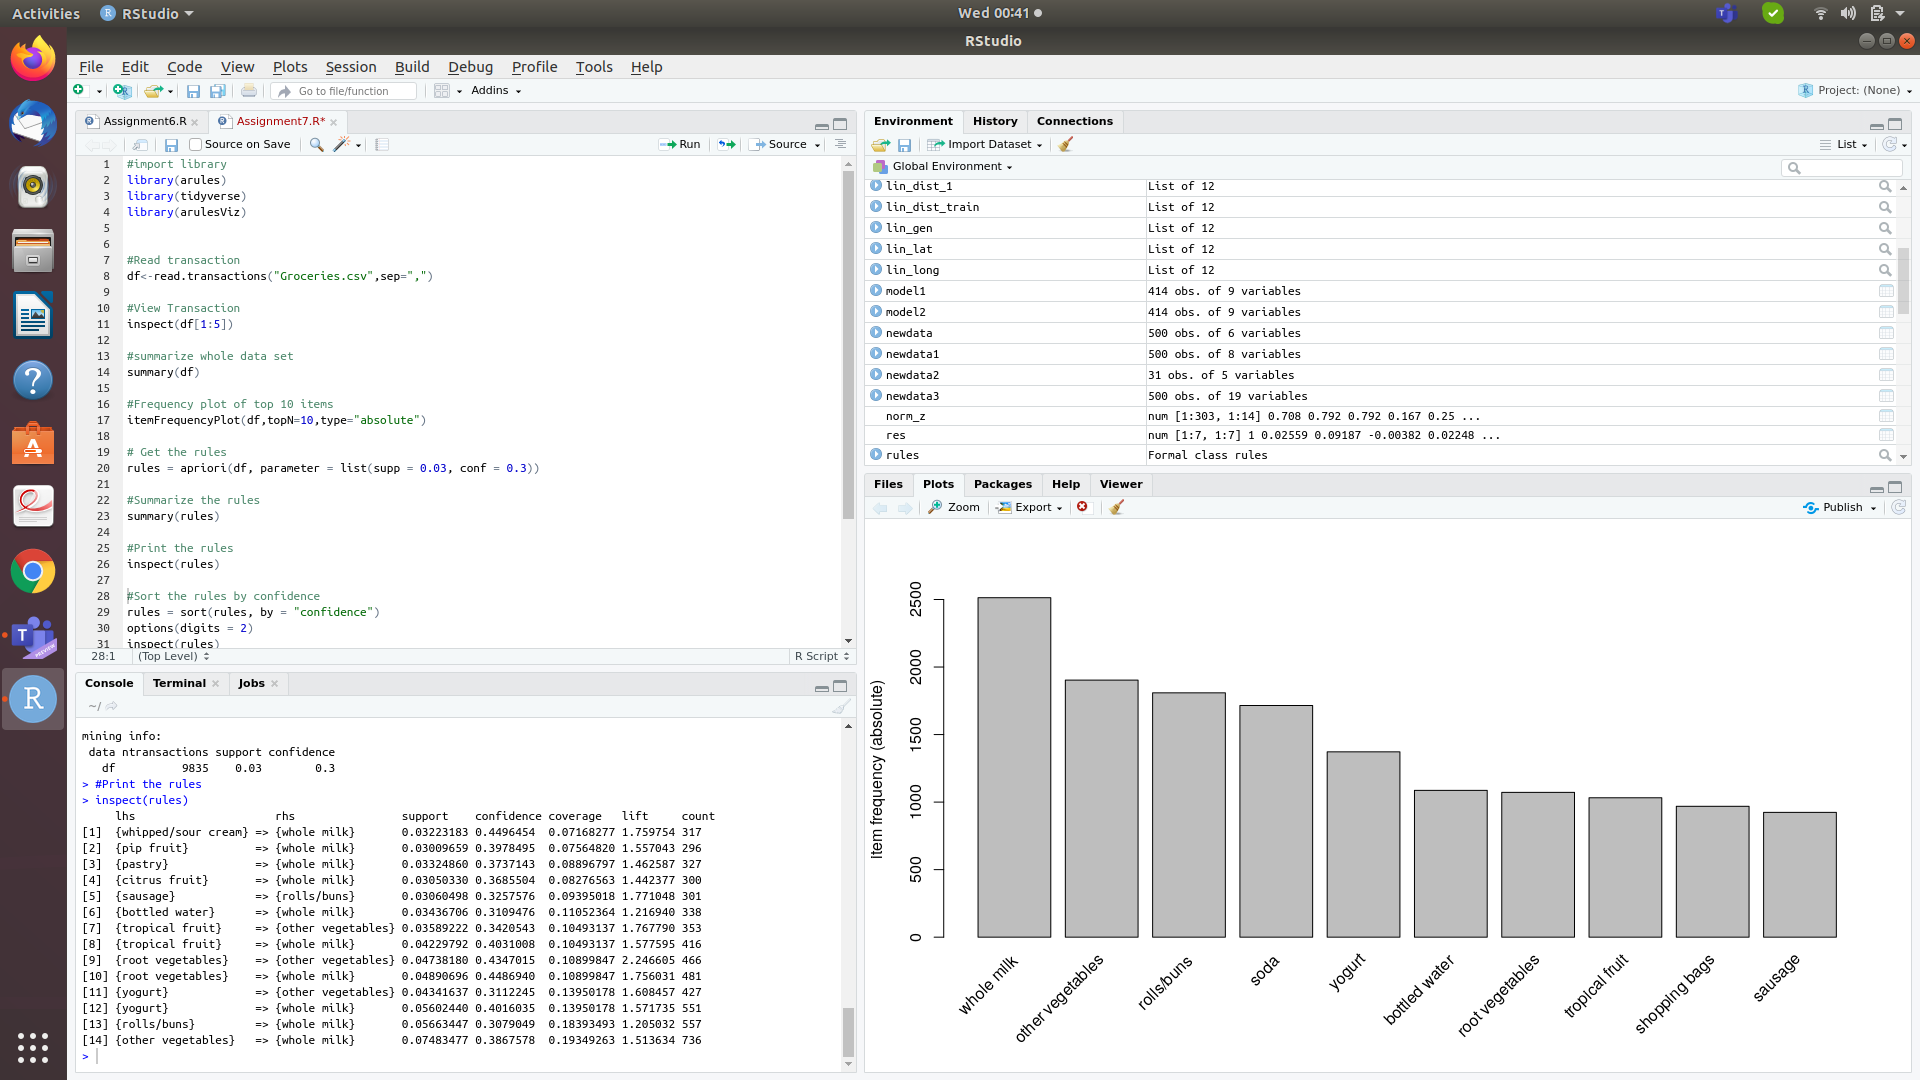 Activities
RStudio
Wed 00:41
RStudio
File Edit Code View Plots Session Build Debug Profile Tools Help
Go to file/function
Addins
Project: (None)
Assignment6.R
Assignment7.R*
Source on Save
Run
Source
1 #import library
2 library(arules)
3 library(tidyverse)
4 library(arulesViz)
5
6
7 #Read transaction
8 df<-read.transactions("Groceries.csv",sep=",")
9
10 #View Transaction
11 inspect(df[1:5])
12
13 #summarize whole data set
14 summary(df)
15
16 #Frequency plot of top 10 items
17 itemFrequencyPlot(df,topN=10,type="absolute")
18
19 # Get the rules
20 rules = apriori(df, parameter = list(supp = 0.03, conf = 0.3))
21
22 #Summarize the rules
23 summary(rules)
24
25 #Print the rules
26 inspect(rules)
27
28 #Sort the rules by confidence
29 rules = sort(rules, by = "confidence")
30 options(digits = 2)
31 inspect(rules)
28:1 (Top Level) R Script
Console Terminal Jobs
~/
mining info:
data ntransactions support confidence
df 9835 0.03 0.3
> #Print the rules
> inspect(rules)
lhs rhs support confidence coverage lift count
[1] {whipped/sour cream} => {whole milk} 0.03223183 0.4496454 0.07168277 1.759754 317
[2] {pip fruit} => {whole milk} 0.03009659 0.3978495 0.07564820 1.557043 296
[3] {pastry} => {whole milk} 0.03324860 0.3737143 0.08896797 1.462587 327
[4] {citrus fruit} => {whole milk} 0.03050330 0.3685504 0.08276563 1.442377 300
[5] {sausage} => {rolls/buns} 0.03060498 0.3257576 0.09395018 1.771048 301
[6] {bottled water} => {whole milk} 0.03436706 0.3109476 0.11052364 1.216940 338
[7] {tropical fruit} => {other vegetables} 0.03589222 0.3420543 0.10493137 1.767790 353
[8] {tropical fruit} => {whole milk} 0.04229792 0.4031008 0.10493137 1.577595 416
[9] {root vegetables} => {other vegetables} 0.04738180 0.4347015 0.10899847 2.246605 466
[10] {root vegetables} => {whole milk} 0.04890696 0.4486940 0.10899847 1.756031 481
[11] {yogurt} => {other vegetables} 0.04341637 0.3112245 0.13950178 1.608457 427
[12] {yogurt} => {whole milk} 0.05602440 0.4016035 0.13950178 1.571735 551
[13] {rolls/buns} => {whole milk} 0.05663447 0.3079049 0.18393493 1.205032 557
[14] {other vegetables} => {whole milk} 0.07483477 0.3867578 0.19349263 1.513634 736
>
Environment History Connections
Import Dataset
List
Global Environment
lin_dist_1 List of 12
lin_dist_train List of 12
lin_gen List of 12
lin_lat List of 12
lin_long List of 12
model1 414 obs. of 9 variables
model2 414 obs. of 9 variables
newdata 500 obs. of 6 variables
newdata1 500 obs. of 8 variables
newdata2 31 obs. of 5 variables
newdata3 500 obs. of 19 variables
norm_z num [1:303, 1:14] 0.708 0.792 0.792 0.167 0.25 ...
res num [1:7, 1:7] 1 0.02559 0.09187 -0.00382 0.02248 ...
rules Formal class rules
Files Plots Packages Help Viewer
Zoom Export Publish
Item frequency (absolute)
2500
2000
1500
1000
500
0
whole milk
other vegetables
rolls/buns
soda
yogurt
bottled water
root vegetables
tropical fruit
shopping bags
sausage
T
PREVIEW
R